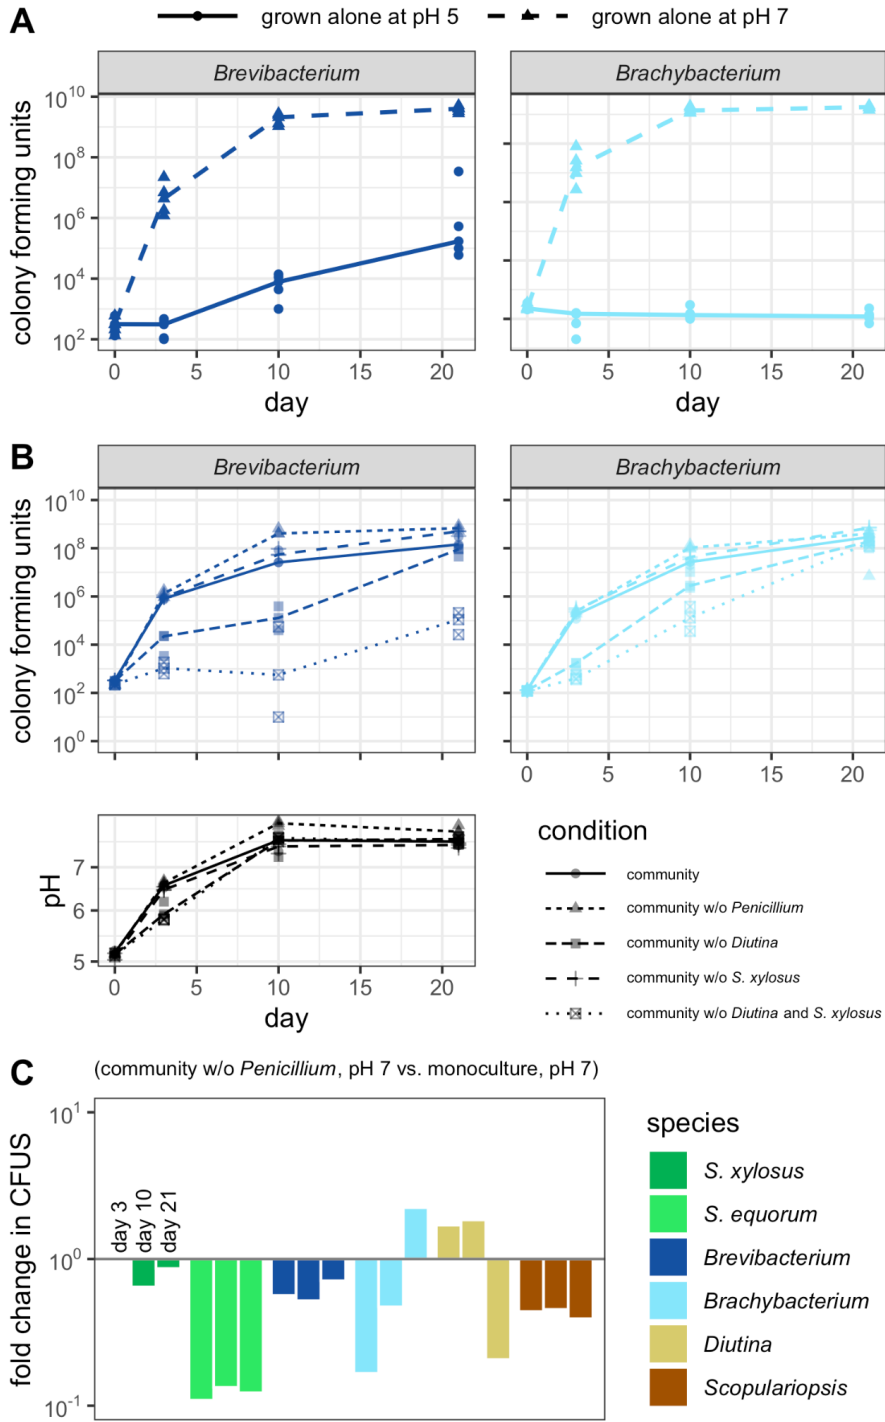 A
grown alone at pH 5
grown alone at pH 7
Brevibacterium
Brachybacterium
colony forming units
10^10
10^8
10^6
10^4
10^2
0 5 10 15 20
0 5 10 15 20
day
day
B
Brevibacterium
Brachybacterium
colony forming units
10^10
10^8
10^6
10^4
10^2
10^0
0 5 10 15 20
pH
7
6
5
0 5 10 15 20
day
condition
community
community w/o Penicillium
community w/o Diutina
community w/o S. xylosus
community w/o Diutina and S. xylosus
C
(community w/o Penicillium, pH 7 vs. monoculture, pH 7)
fold change in CFUS
10^1
10^0
10^-1
day 3
day 10
day 21
species
S. xylosus
S. equorum
Brevibacterium
Brachybacterium
Diutina
Scopulariopsis